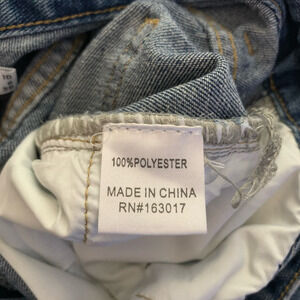 100%POLYESTER
MADE IN CHINA
RN#163017